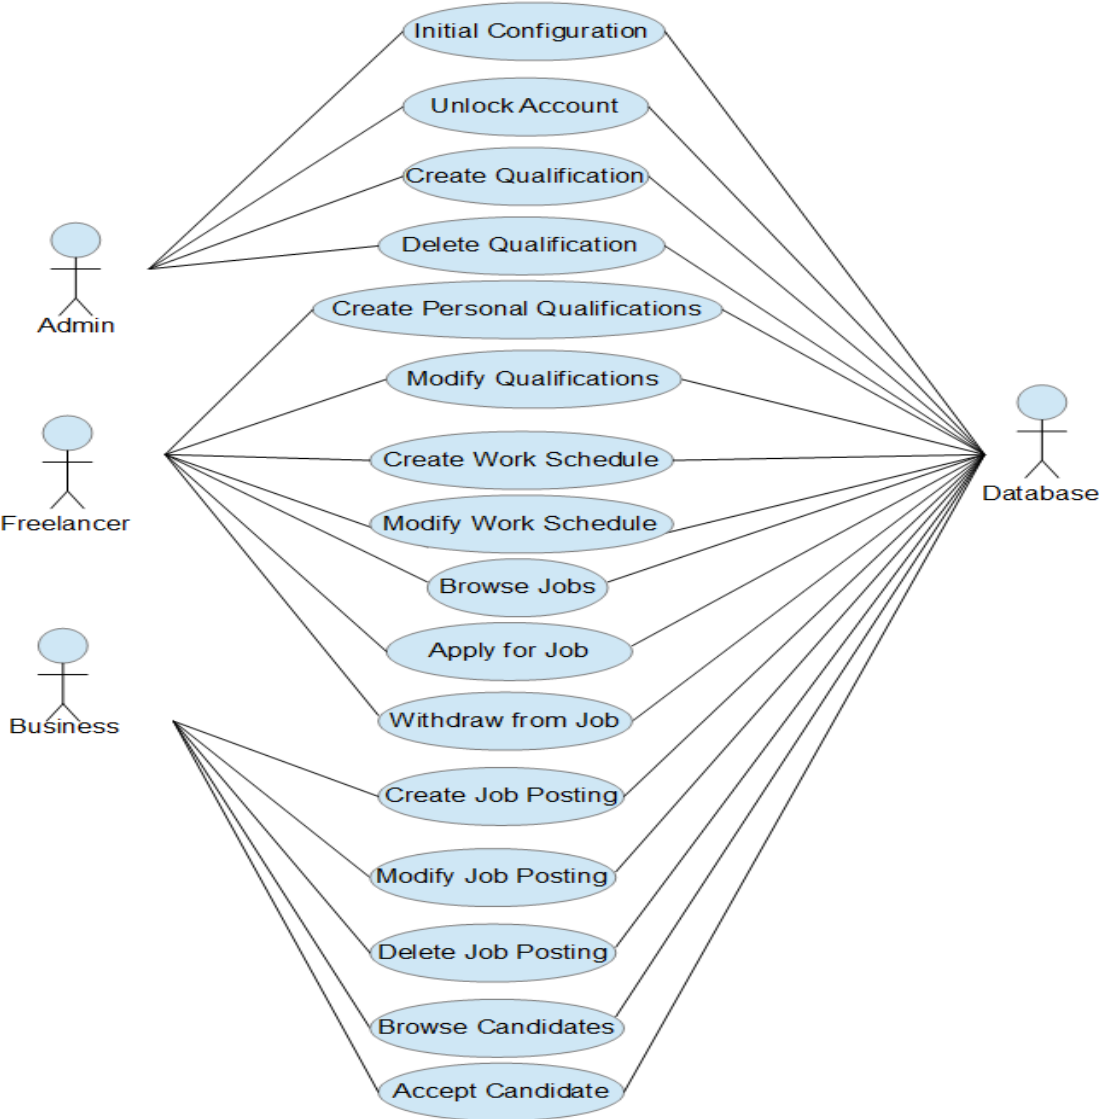 Initial Configuration
Unlock Account
Create Qualification
Delete Qualification
Create Personal Qualifications
Admin
Modify Qualifications
Create Work Schedule
Database
Modify Work Schedule
Freelancer
Browse Jobs
Apply for Job
Withdraw from Job
Business
Create Job Posting
Modify Job Posting
Delete Job Posting
Browse Candidates
Accept Candidate